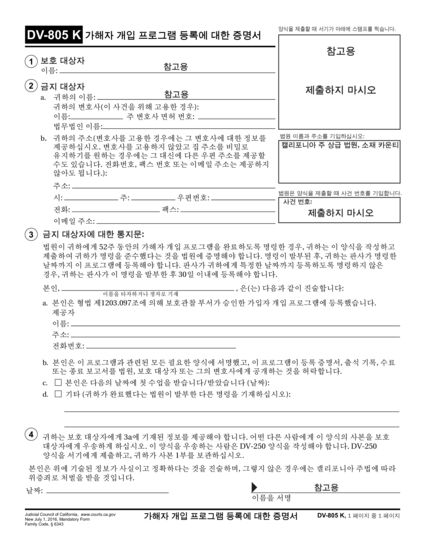 DV-805 K 가해자 개입 프로그램 등록에 대한 증명서
양식을 제출할 때 서기가 아래에 스탬프를 찍습니다.
참고용
제출하지 마시오
법원 이름과 주소를 기입하십시오:
캘리포니아 주 상급 법원, 소재 카운티
법원은 양식을 제출할 때 사건 번호를 기입합니다.
사건 번호:
제출하지 마시오
1 보호 대상자
이름: 참고용
2 금지 대상자
a. 귀하의 이름: 참고용
귀하의 변호사(이 사건을 위해 고용한 경우):
이름: 주 변호사 면허 번호:
법무법인 이름:
b. 귀하의 주소(변호사를 고용한 경우에는 그 변호사에 대한 정보를
제공하십시오. 변호사를 고용하지 않았고 집 주소를 비밀로
유지하기를 원하는 경우에는 그 대신에 다른 우편 주소를 제공할
수도 있습니다. 전화번호, 팩스 번호 또는 이메일 주소는 제공하지
않아도 됩니다.):
주소:
시: 주: 우편번호:
전화: 팩스:
이메일 주소:
3 금지 대상자에 대한 통지문:
법원이 귀하에게 52주 동안의 가해자 개입 프로그램을 완료하도록 명령한 경우, 귀하는 이 양식을 작성하고
제출하여 귀하가 명령을 준수했다는 것을 법원에 증명해야 합니다. 명령이 발부된 후, 귀하는 판사가 명령한
날짜까지 이 프로그램에 등록해야 합니다. 판사가 귀하에게 특정한 날짜까지 등록하도록 명령하지 않은
경우, 귀하는 판사가 이 명령을 발부한 후 30일 이내에 등록해야 합니다.
본인, , 은(는) 다음과 같이 진술합니다:
이름을 타자하거나 정자로 기재
a. 본인은 형법 제1203.097조에 의해 보호관찰 부서가 승인한 가입자 개입 프로그램에 등록했습니다.
제공자
이름:
주소:
전화번호:
b. 본인은 이 프로그램과 관련된 모든 필요한 양식에 서명했고, 이 프로그램이 등록 증명서, 출석 기록, 수료
또는 종료 보고서를 법원, 보호 대상자 또는 그의 변호사에게 공개하는 것을 허락합니다.
c. 본인은 다음의 날짜에 첫 수업을 받습니다/받았습니다 (날짜):
d. 기타 (귀하가 완료했다는 법원이 발부한 다른 명령을 기재하십시오):
4 귀하는 보호 대상자에게 3a에 기재된 정보를 제공해야 합니다. 어떤 다른 사람에게 이 양식의 사본을 보호
대상자에게 우송하게 하십시오. 이 양식을 우송하는 사람은 DV-250 양식을 작성해야 합니다. DV-250
양식을 서기에게 제출하고, 귀하가 사본 1부를 보관하십시오.
본인은 위에 기술된 정보가 사실이고 정확하다는 것을 진술하며, 그렇지 않은 경우에는 캘리포니아 주법에 따라
위증죄로 처벌을 받을 것입니다.
날짜: 참고용
이름을 서명
Judicial Council of California, www.courts.ca.gov
New July 1, 2016, Mandatory Form
Family Code, § 6343
가해자 개입 프로그램 등록에 대한 증명서
DV-805 K, 1 페이지 중 1 페이지